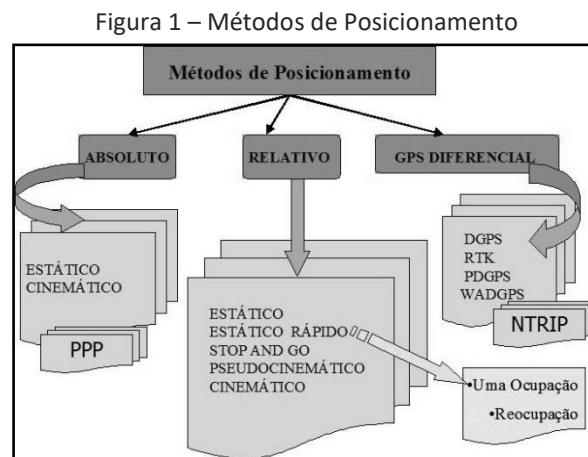 Figura 1 – Métodos de Posicionamento
Métodos de Posicionamento
ABSOLUTO
RELATIVO
GPS DIFERENCIAL
ESTÁTICO
CINEMÁTICO
PPP
ESTÁTICO
ESTÁTICO RÁPIDO
STOP AND GO
PSEUDOCINEMÁTICO
CINEMÁTICO
DGPS
RTK
PDGPS
WADGPS
NTRIP
•Uma Ocupação
•Reocupação